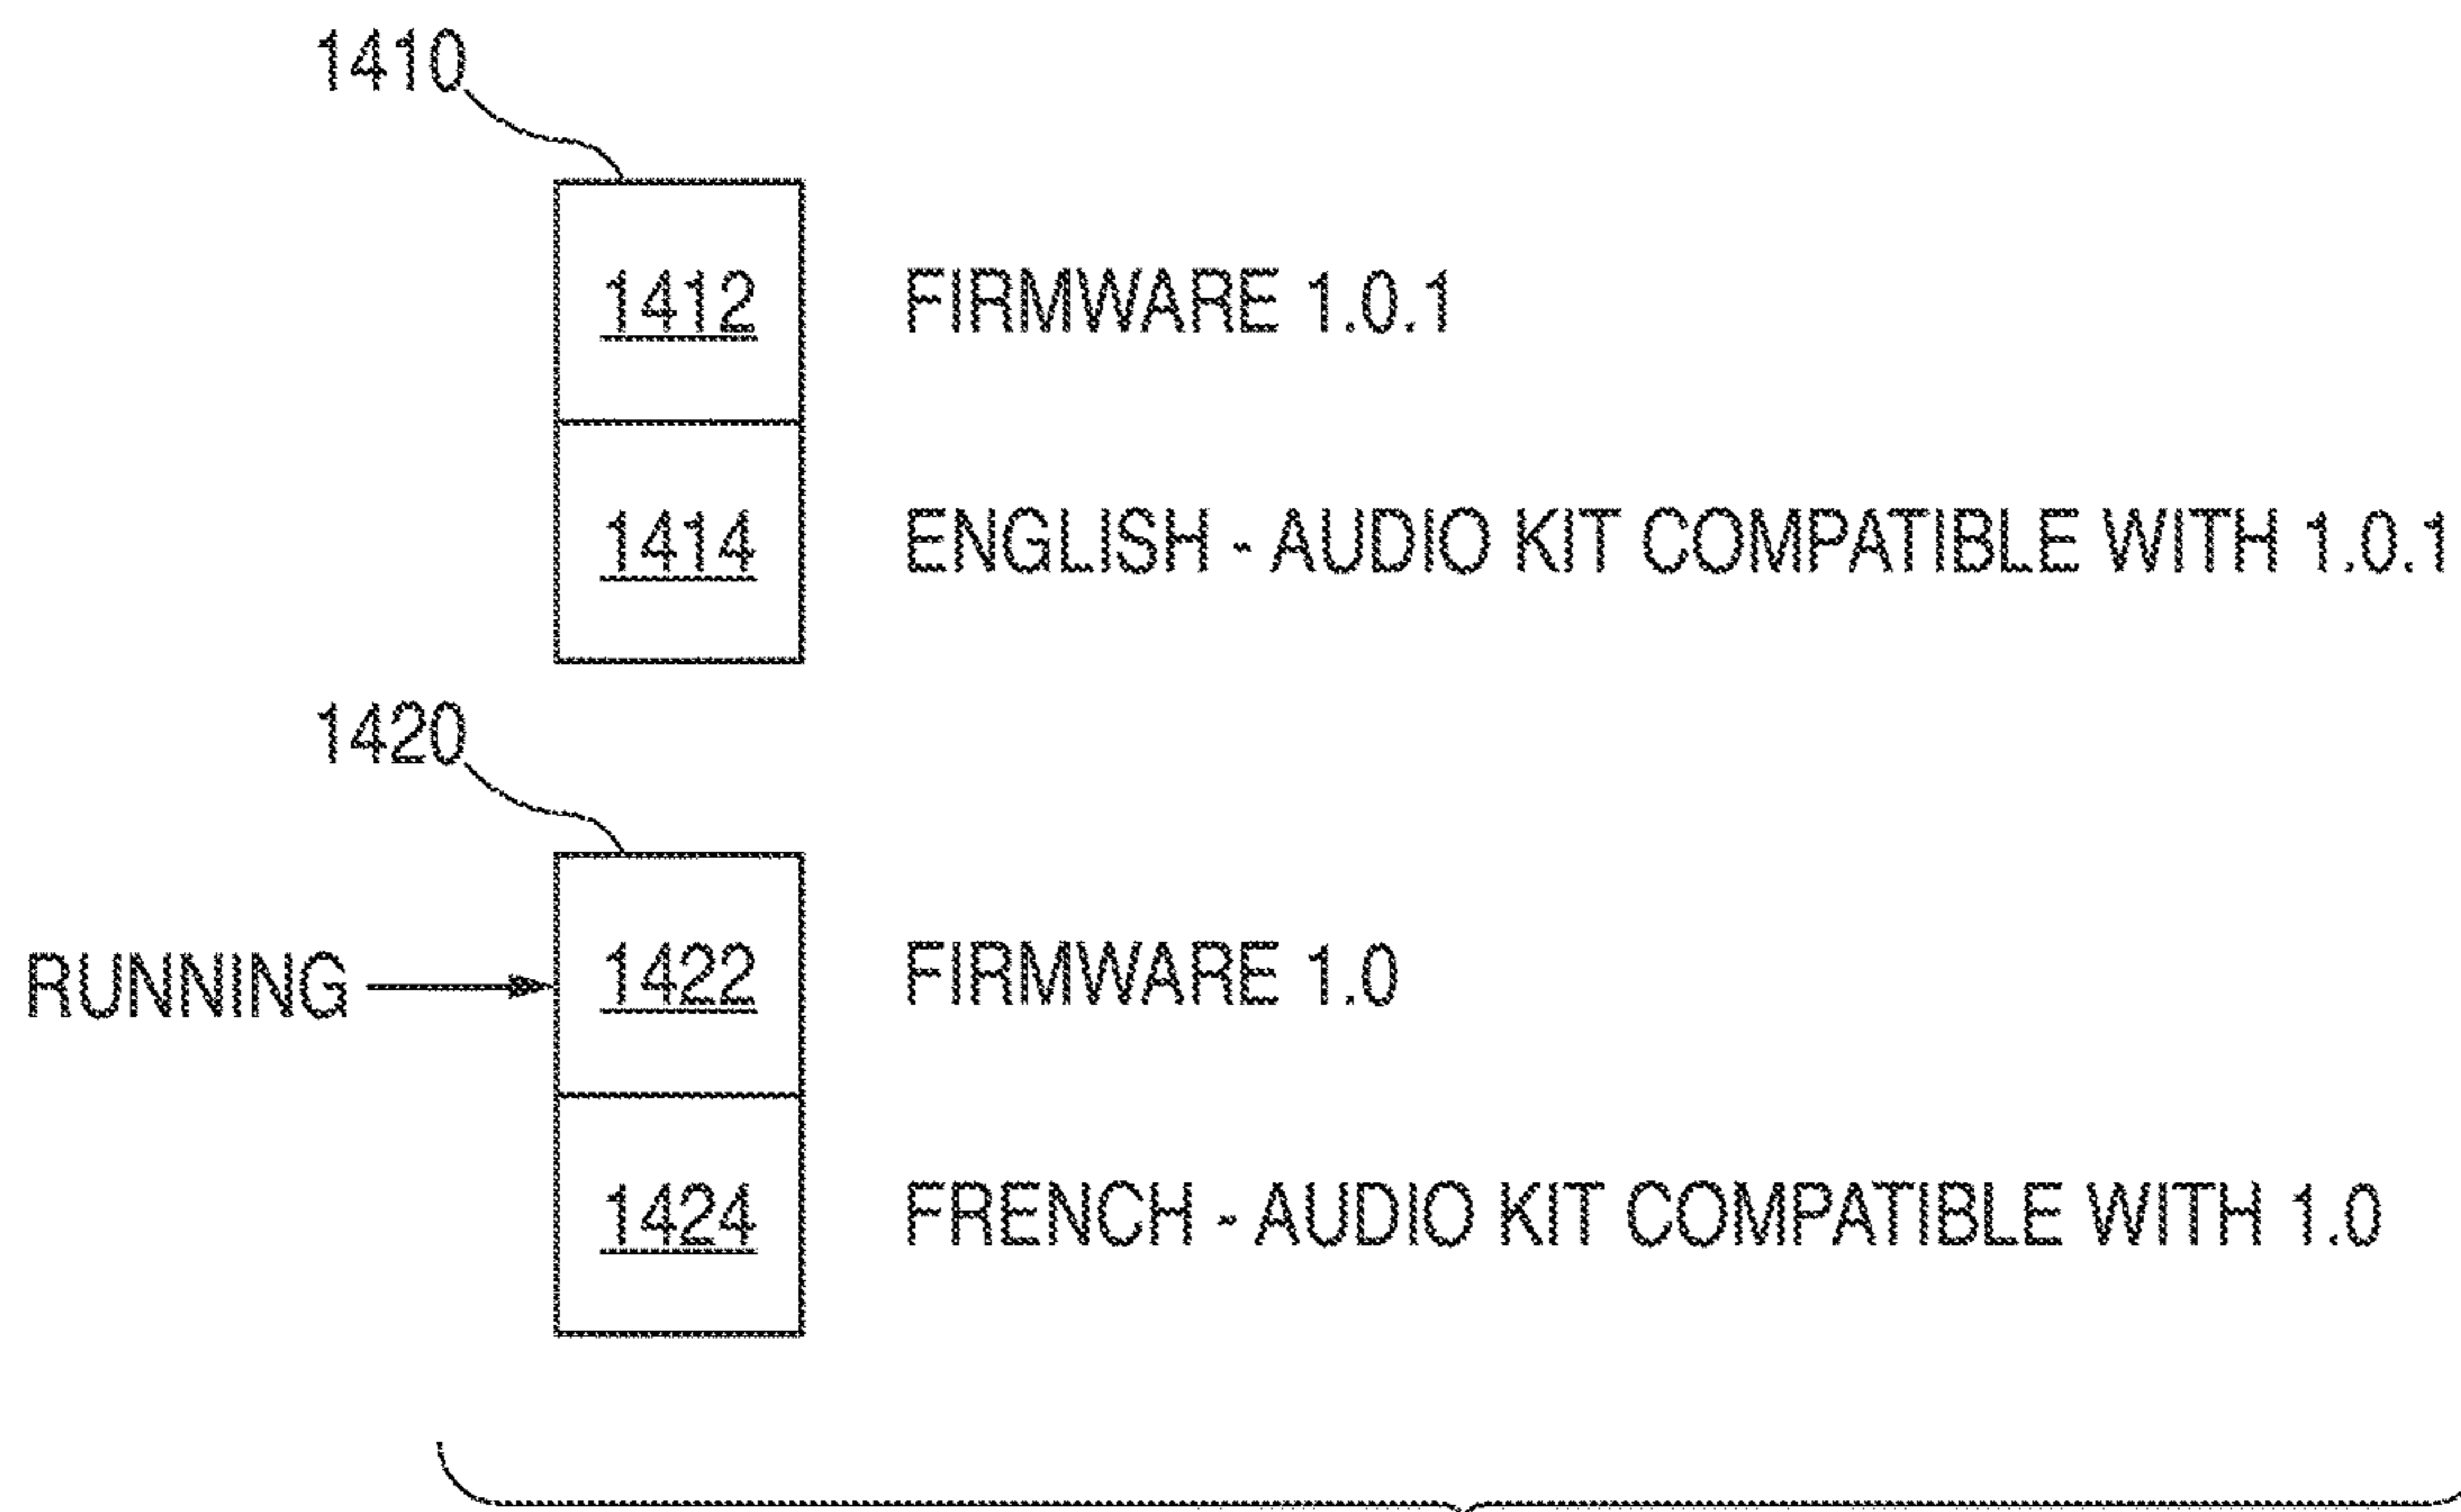 1410
1412 FIRMWARE 1.0.1
1414 ENGLISH - AUDIO KIT COMPATIBLE WITH 1.0.1
1420
RUNNING 1422 FIRMWARE 1.0
1424 FRENCH - AUDIO KIT COMPATIBLE WITH 1.0